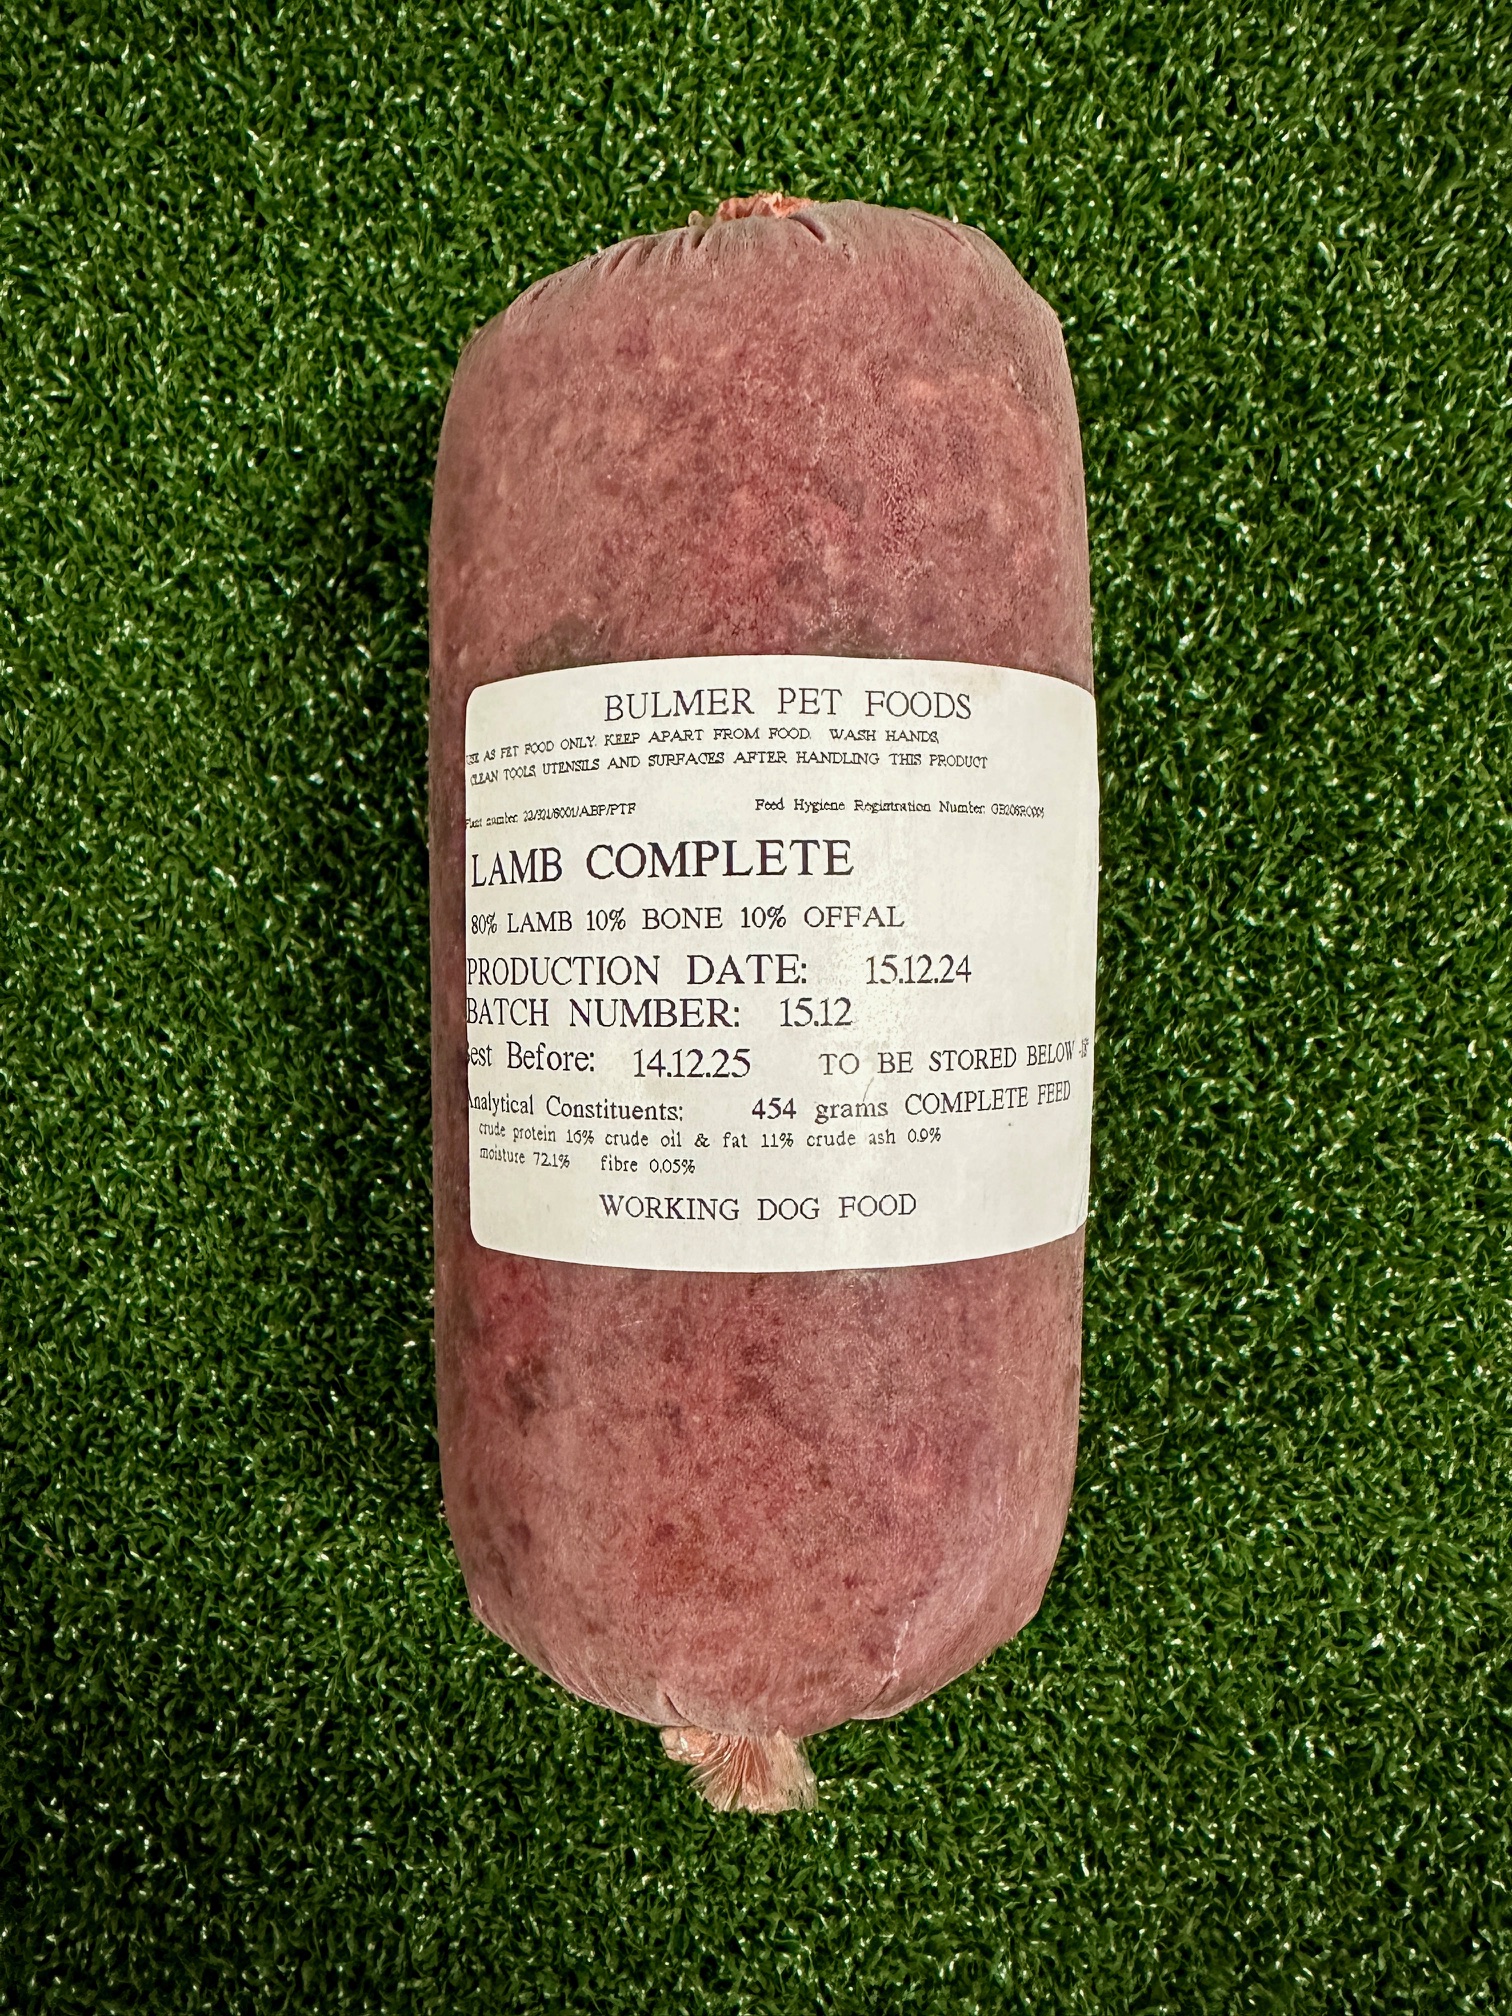 BULMER PET FOODS
AS PET FOOD ONLY. KEEP APART FROM FOOD. WASH HANDS,
CLEAN TOOLS, UTENSILS AND SURFACES AFTER HANDLING THIS PRODUCT
Plant number: Feed Hygiene Registration Number:
LAMB COMPLETE
80% LAMB 10% BONE 10% OFFAL
PRODUCTION DATE: 15.12.24
BATCH NUMBER: 15.12
est Before: 14.12.25 TO BE STORED BELOW
Analytical Constituents: 454 grams COMPLETE FEED
crude protein 16% crude oil & fat 11% crude ash 0.9%
moisture 72.1% fibre 0.05%
WORKING DOG FOOD